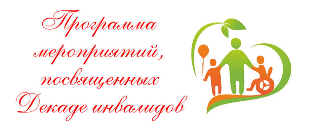 Программа
мероприятий,
посвященных
Декаде инвалидов